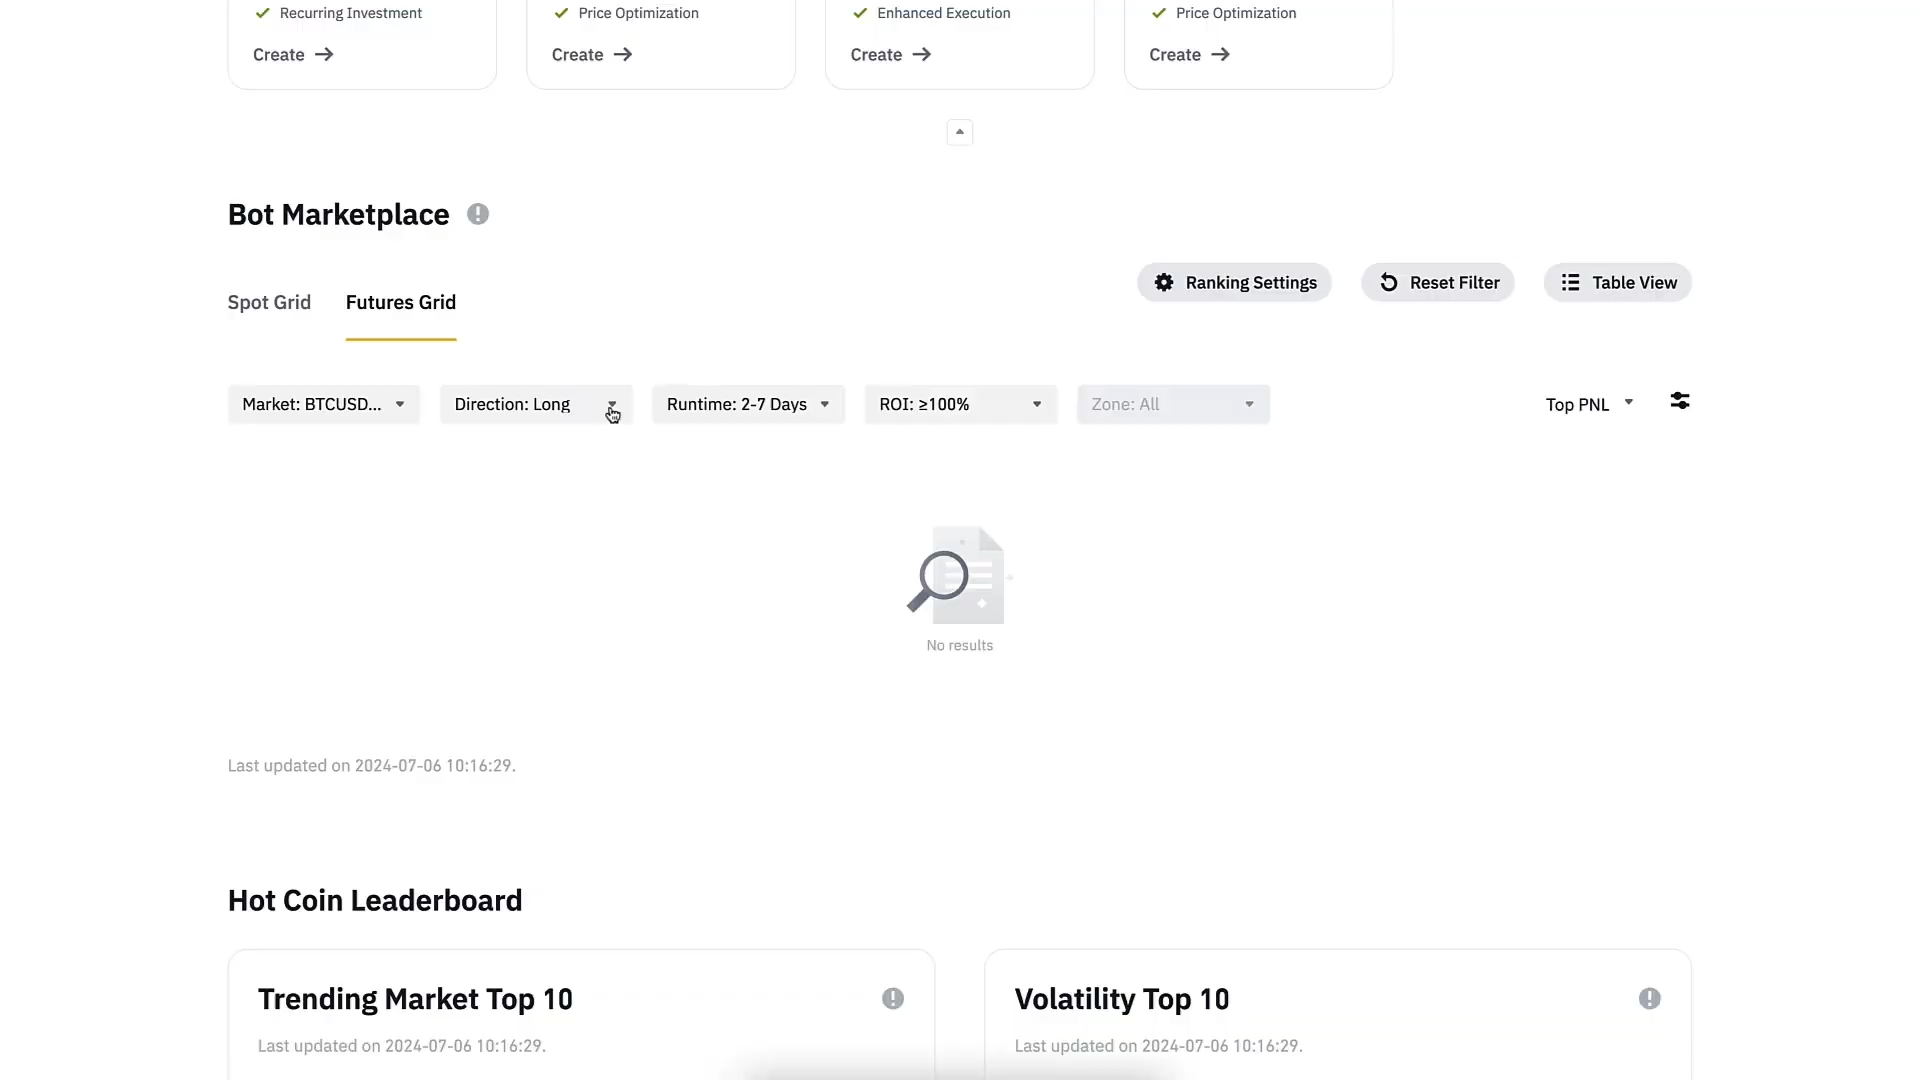 Recurring Investment
Price Optimization
Enhanced Execution
Price Optimization
Create
Create
Create
Create
Bot Marketplace
Ranking Settings
Reset Filter
Table View
Spot Grid
Futures Grid
Market: BTCUSD...
Direction: Long
Runtime: 2-7 Days
ROI: ≥100%
Zone: All
Top PNL
No results
Last updated on 2024-07-06 10:16:29.
Hot Coin Leaderboard
Trending Market Top 10
Volatility Top 10
Last updated on 2024-07-06 10:16:29.
Last updated on 2024-07-06 10:16:29.